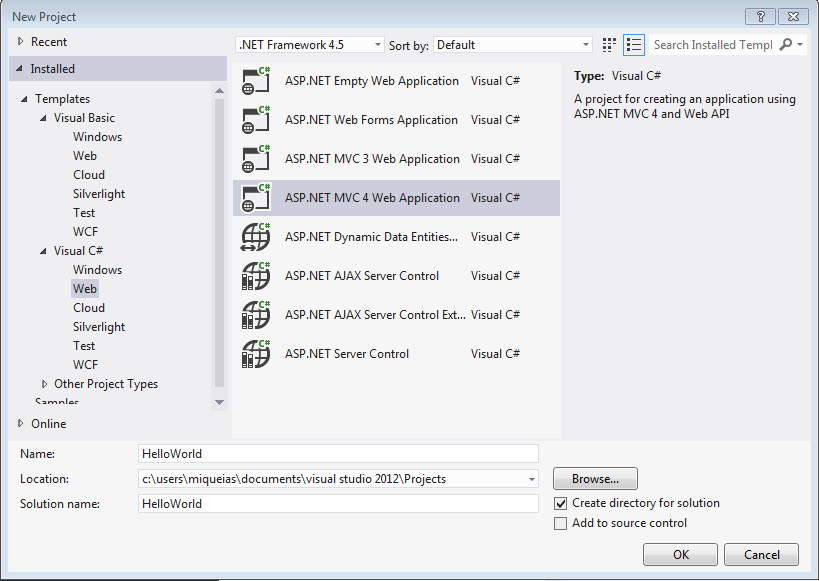 New Project
Recent
.NET Framework 4.5
Sort by:
Default
Search Installed Templ
Installed
Templates
Visual Basic
Windows
Web
Cloud
Silverlight
Test
WCF
Visual C#
Windows
Web
Cloud
Silverlight
Test
WCF
Other Project Types
Samples
Online
C# ASP.NET Empty Web Application Visual C#
C# ASP.NET Web Forms Application Visual C#
C# ASP.NET MVC 3 Web Application Visual C#
C# ASP.NET MVC 4 Web Application Visual C#
C# ASP.NET Dynamic Data Entities... Visual C#
C# ASP.NET AJAX Server Control Visual C#
C# ASP.NET AJAX Server Control Ext... Visual C#
C# ASP.NET Server Control Visual C#
Type: Visual C#
A project for creating an application using
ASP.NET MVC 4 and Web API
Name: HelloWorld
Location: c:\users\miqueias\documents\visual studio 2012\Projects
Browse...
Solution name: HelloWorld
Create directory for solution
Add to source control
OK
Cancel